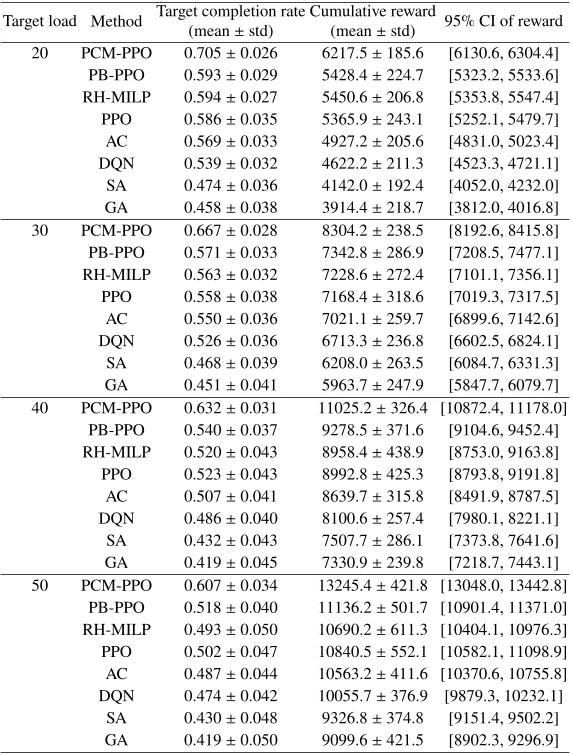 Target load Method Target completion rate (mean ± std) Cumulative reward (mean ± std) 95% CI of reward
20 PCM-PPO 0.705 ± 0.026 6217.5 ± 185.6 [6130.6, 6304.4]
PB-PPO 0.593 ± 0.029 5428.4 ± 224.7 [5323.2, 5533.6]
RH-MILP 0.594 ± 0.027 5450.6 ± 206.8 [5353.8, 5547.4]
PPO 0.586 ± 0.035 5365.9 ± 243.1 [5252.1, 5479.7]
AC 0.569 ± 0.033 4927.2 ± 205.6 [4831.0, 5023.4]
DQN 0.539 ± 0.032 4622.2 ± 211.3 [4523.3, 4721.1]
SA 0.474 ± 0.036 4142.0 ± 192.4 [4052.0, 4232.0]
GA 0.458 ± 0.038 3914.4 ± 218.7 [3812.0, 4016.8]
30 PCM-PPO 0.667 ± 0.028 8304.2 ± 238.5 [8192.6, 8415.8]
PB-PPO 0.571 ± 0.033 7342.8 ± 286.9 [7208.5, 7477.1]
RH-MILP 0.563 ± 0.032 7228.6 ± 272.4 [7101.1, 7356.1]
PPO 0.558 ± 0.038 7168.4 ± 318.6 [7019.3, 7317.5]
AC 0.550 ± 0.036 7021.1 ± 259.7 [6899.6, 7142.6]
DQN 0.526 ± 0.036 6713.3 ± 236.8 [6602.5, 6824.1]
SA 0.468 ± 0.039 6208.0 ± 263.5 [6084.7, 6331.3]
GA 0.451 ± 0.041 5963.7 ± 247.9 [5847.7, 6079.7]
40 PCM-PPO 0.632 ± 0.031 11025.2 ± 326.4 [10872.4, 11178.0]
PB-PPO 0.540 ± 0.037 9278.5 ± 371.6 [9104.6, 9452.4]
RH-MILP 0.520 ± 0.043 8958.4 ± 438.9 [8753.0, 9163.8]
PPO 0.523 ± 0.043 8992.8 ± 425.3 [8793.8, 9191.8]
AC 0.507 ± 0.041 8639.7 ± 315.8 [8491.9, 8787.5]
DQN 0.486 ± 0.040 8100.6 ± 257.4 [7980.1, 8221.1]
SA 0.432 ± 0.043 7507.7 ± 286.1 [7373.8, 7641.6]
GA 0.419 ± 0.045 7330.9 ± 239.8 [7218.7, 7443.1]
50 PCM-PPO 0.607 ± 0.034 13245.4 ± 421.8 [13048.0, 13442.8]
PB-PPO 0.518 ± 0.040 11136.2 ± 501.7 [10901.4, 11371.0]
RH-MILP 0.493 ± 0.050 10690.2 ± 611.3 [10404.1, 10976.3]
PPO 0.502 ± 0.047 10840.5 ± 552.1 [10582.1, 11098.9]
AC 0.487 ± 0.044 10563.2 ± 411.6 [10370.6, 10755.8]
DQN 0.474 ± 0.042 10055.7 ± 376.9 [9879.3, 10232.1]
SA 0.430 ± 0.048 9326.8 ± 374.8 [9151.4, 9502.2]
GA 0.419 ± 0.050 9099.6 ± 421.5 [8902.3, 9296.9]